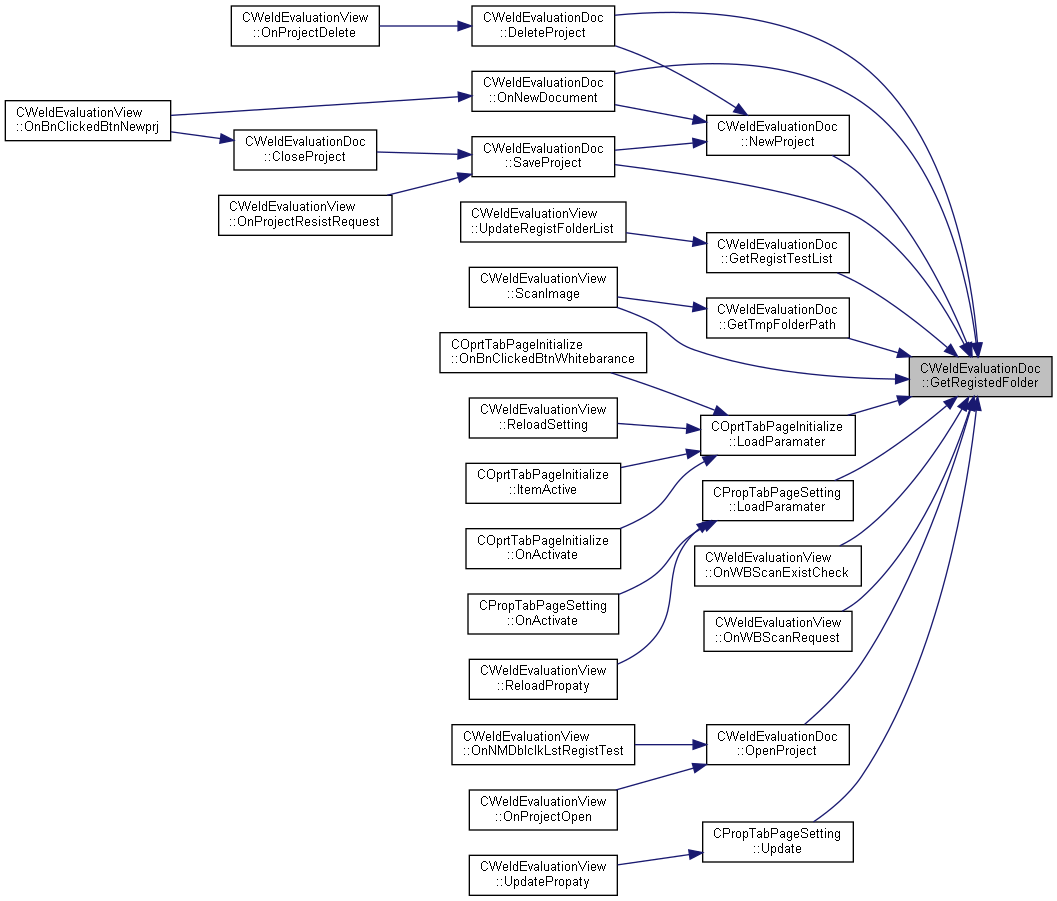 CWeldEvaluationView
::OnProjectDelete
CWeldEvaluationDoc
::DeleteProject
CWeldEvaluationDoc
::OnNewDocument
CWeldEvaluationView
::OnBnClickedBtnNewprj
CWeldEvaluationDoc
::NewProject
CWeldEvaluationDoc
::CloseProject
CWeldEvaluationDoc
::SaveProject
CWeldEvaluationView
::OnProjectResistRequest
CWeldEvaluationView
::UpdateRegistFolderList
CWeldEvaluationDoc
::GetRegistTestList
CWeldEvaluationView
::ScanImage
CWeldEvaluationDoc
::GetTmpFolderPath
COprtTabPageInitialize
::OnBnClickedBtnWhitebarance
CWeldEvaluationDoc
::GetRegistedFolder
CWeldEvaluationView
::ReloadSetting
COprtTabPageInitialize
::LoadParamater
COprtTabPageInitialize
::ItemActive
CPropTabPageSetting
::LoadParamater
COprtTabPageInitialize
::OnActivate
CWeldEvaluationView
::OnWBScanExistCheck
CPropTabPageSetting
::OnActivate
CWeldEvaluationView
::OnWBScanRequest
CWeldEvaluationView
::ReloadPropaty
CWeldEvaluationView
::OnNMDblclkLstRegistTest
CWeldEvaluationDoc
::OpenProject
CWeldEvaluationView
::OnProjectOpen
CPropTabPageSetting
::Update
CWeldEvaluationView
::UpdatePropaty